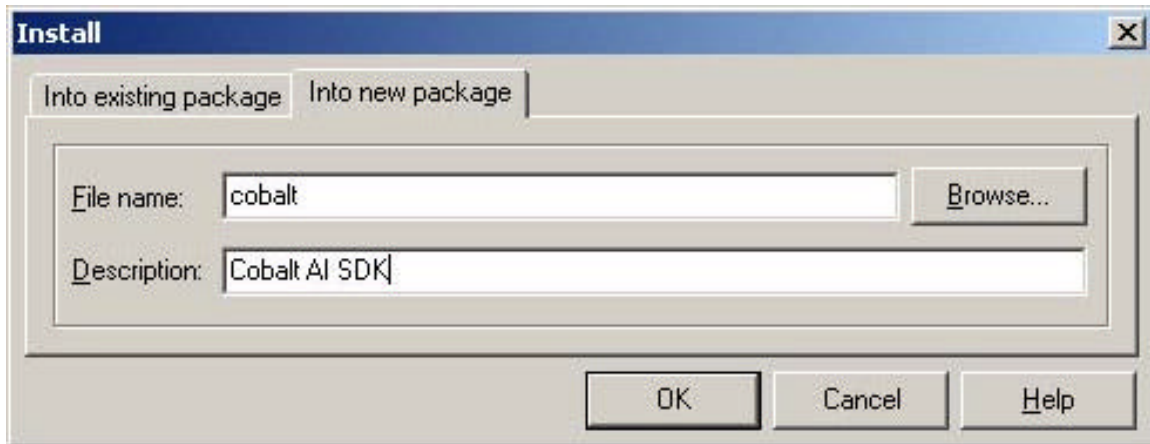 Install
Into existing package Into new package
File name: cobalt Browse...
Description: Cobalt AI SDK
OK Cancel Help